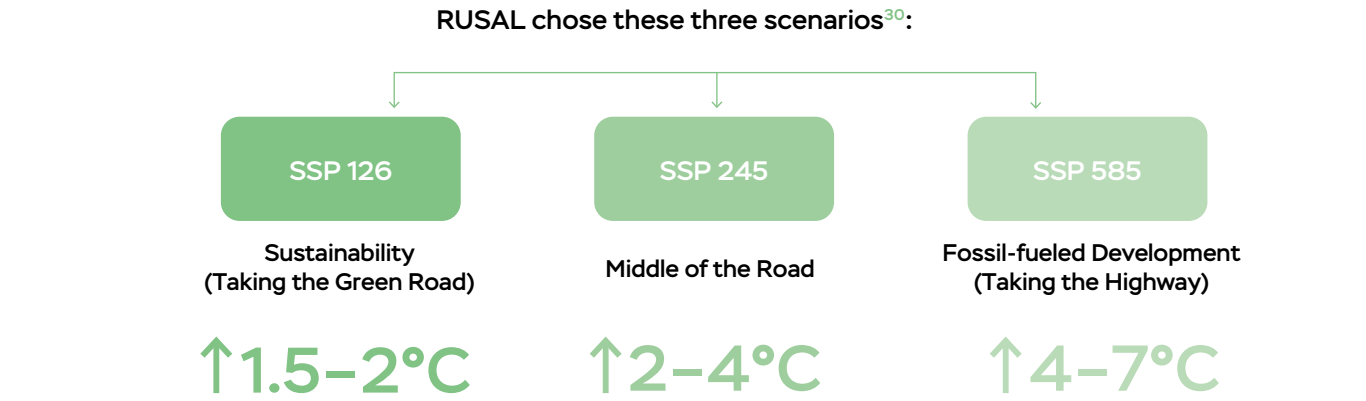 RUSAL chose these three scenarios30:
SSP 126
SSP 245
SSP 585
Sustainability
(Taking the Green Road)
Middle of the Road
Fossil-fueled Development
(Taking the Highway)
↑1.5–2°C
↑2–4°C
↑4–7°C